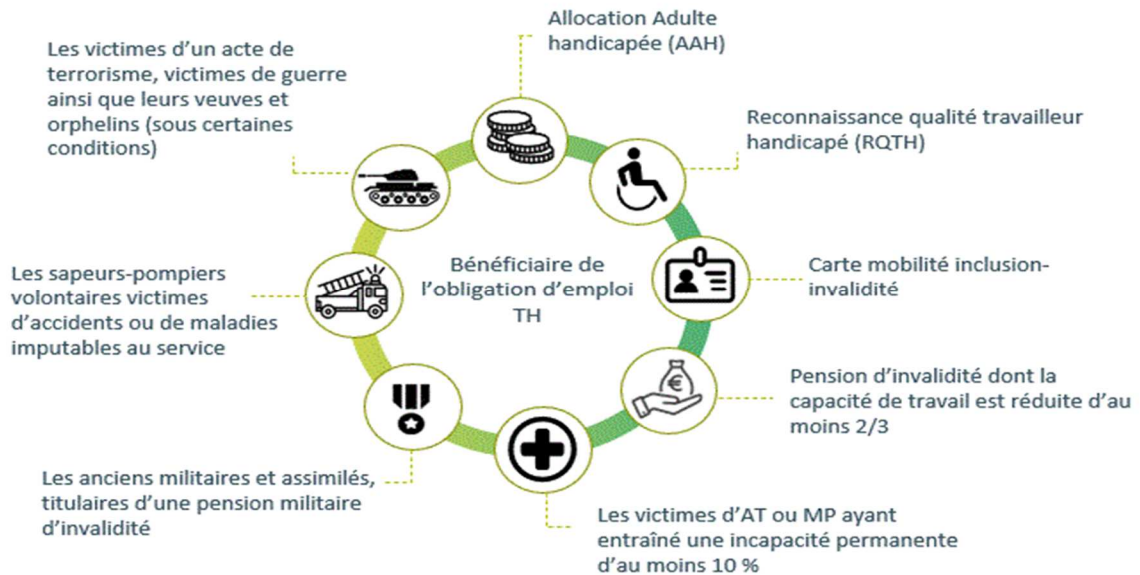 Allocation Adulte
handicapée (AAH)
Reconnaissance qualité travailleur
handicapé (RQTH)
Carte mobilité inclusion-
invalidité
Pension d'invalidité dont la
capacité de travail est réduite d'au
moins 2/3
Les victimes d'AT ou MP ayant
entraîné une incapacité permanente
d'au moins 10 %
Les anciens militaires et assimilés,
titulaires d'une pension militaire
d'invalidité
Les sapeurs-pompiers
volontaires victimes
d'accidents ou de maladies
imputables au service
Les victimes d'un acte de
terrorisme, victimes de guerre
ainsi que leurs veuves et
orphelins (sous certaines
conditions)
Bénéficiaire de
l'obligation d'emploi
TH
€